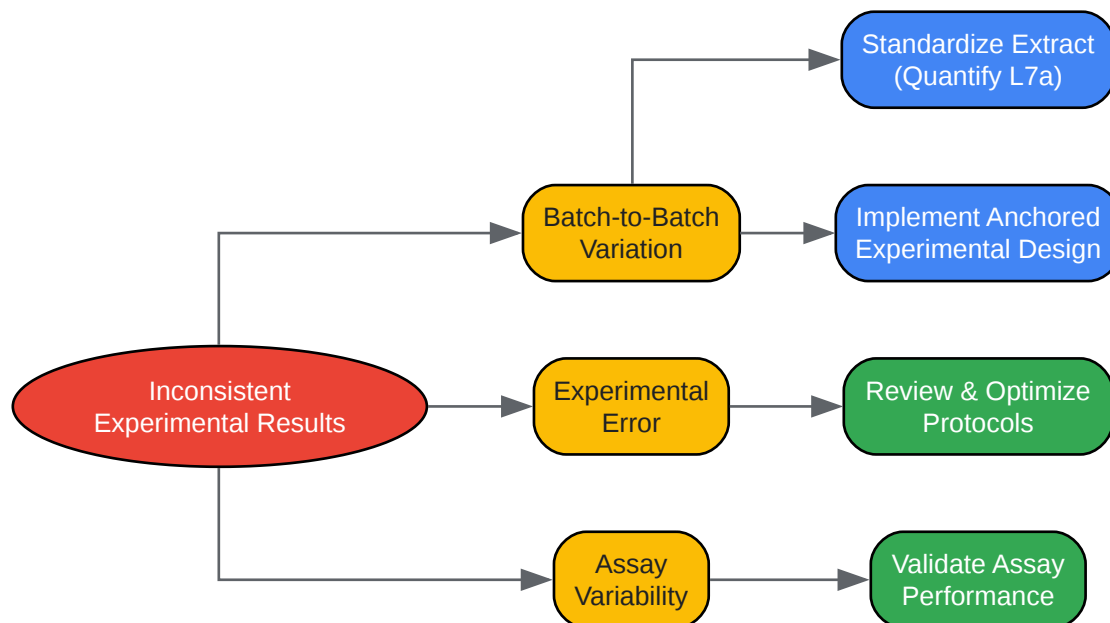 Standardize Extract
(Quantify L7a)
Batch-to-Batch
Variation
Implement Anchored
Experimental Design
Inconsistent
Experimental Results
Experimental
Error
Review & Optimize
Protocols
Assay
Variability
Validate Assay
Performance